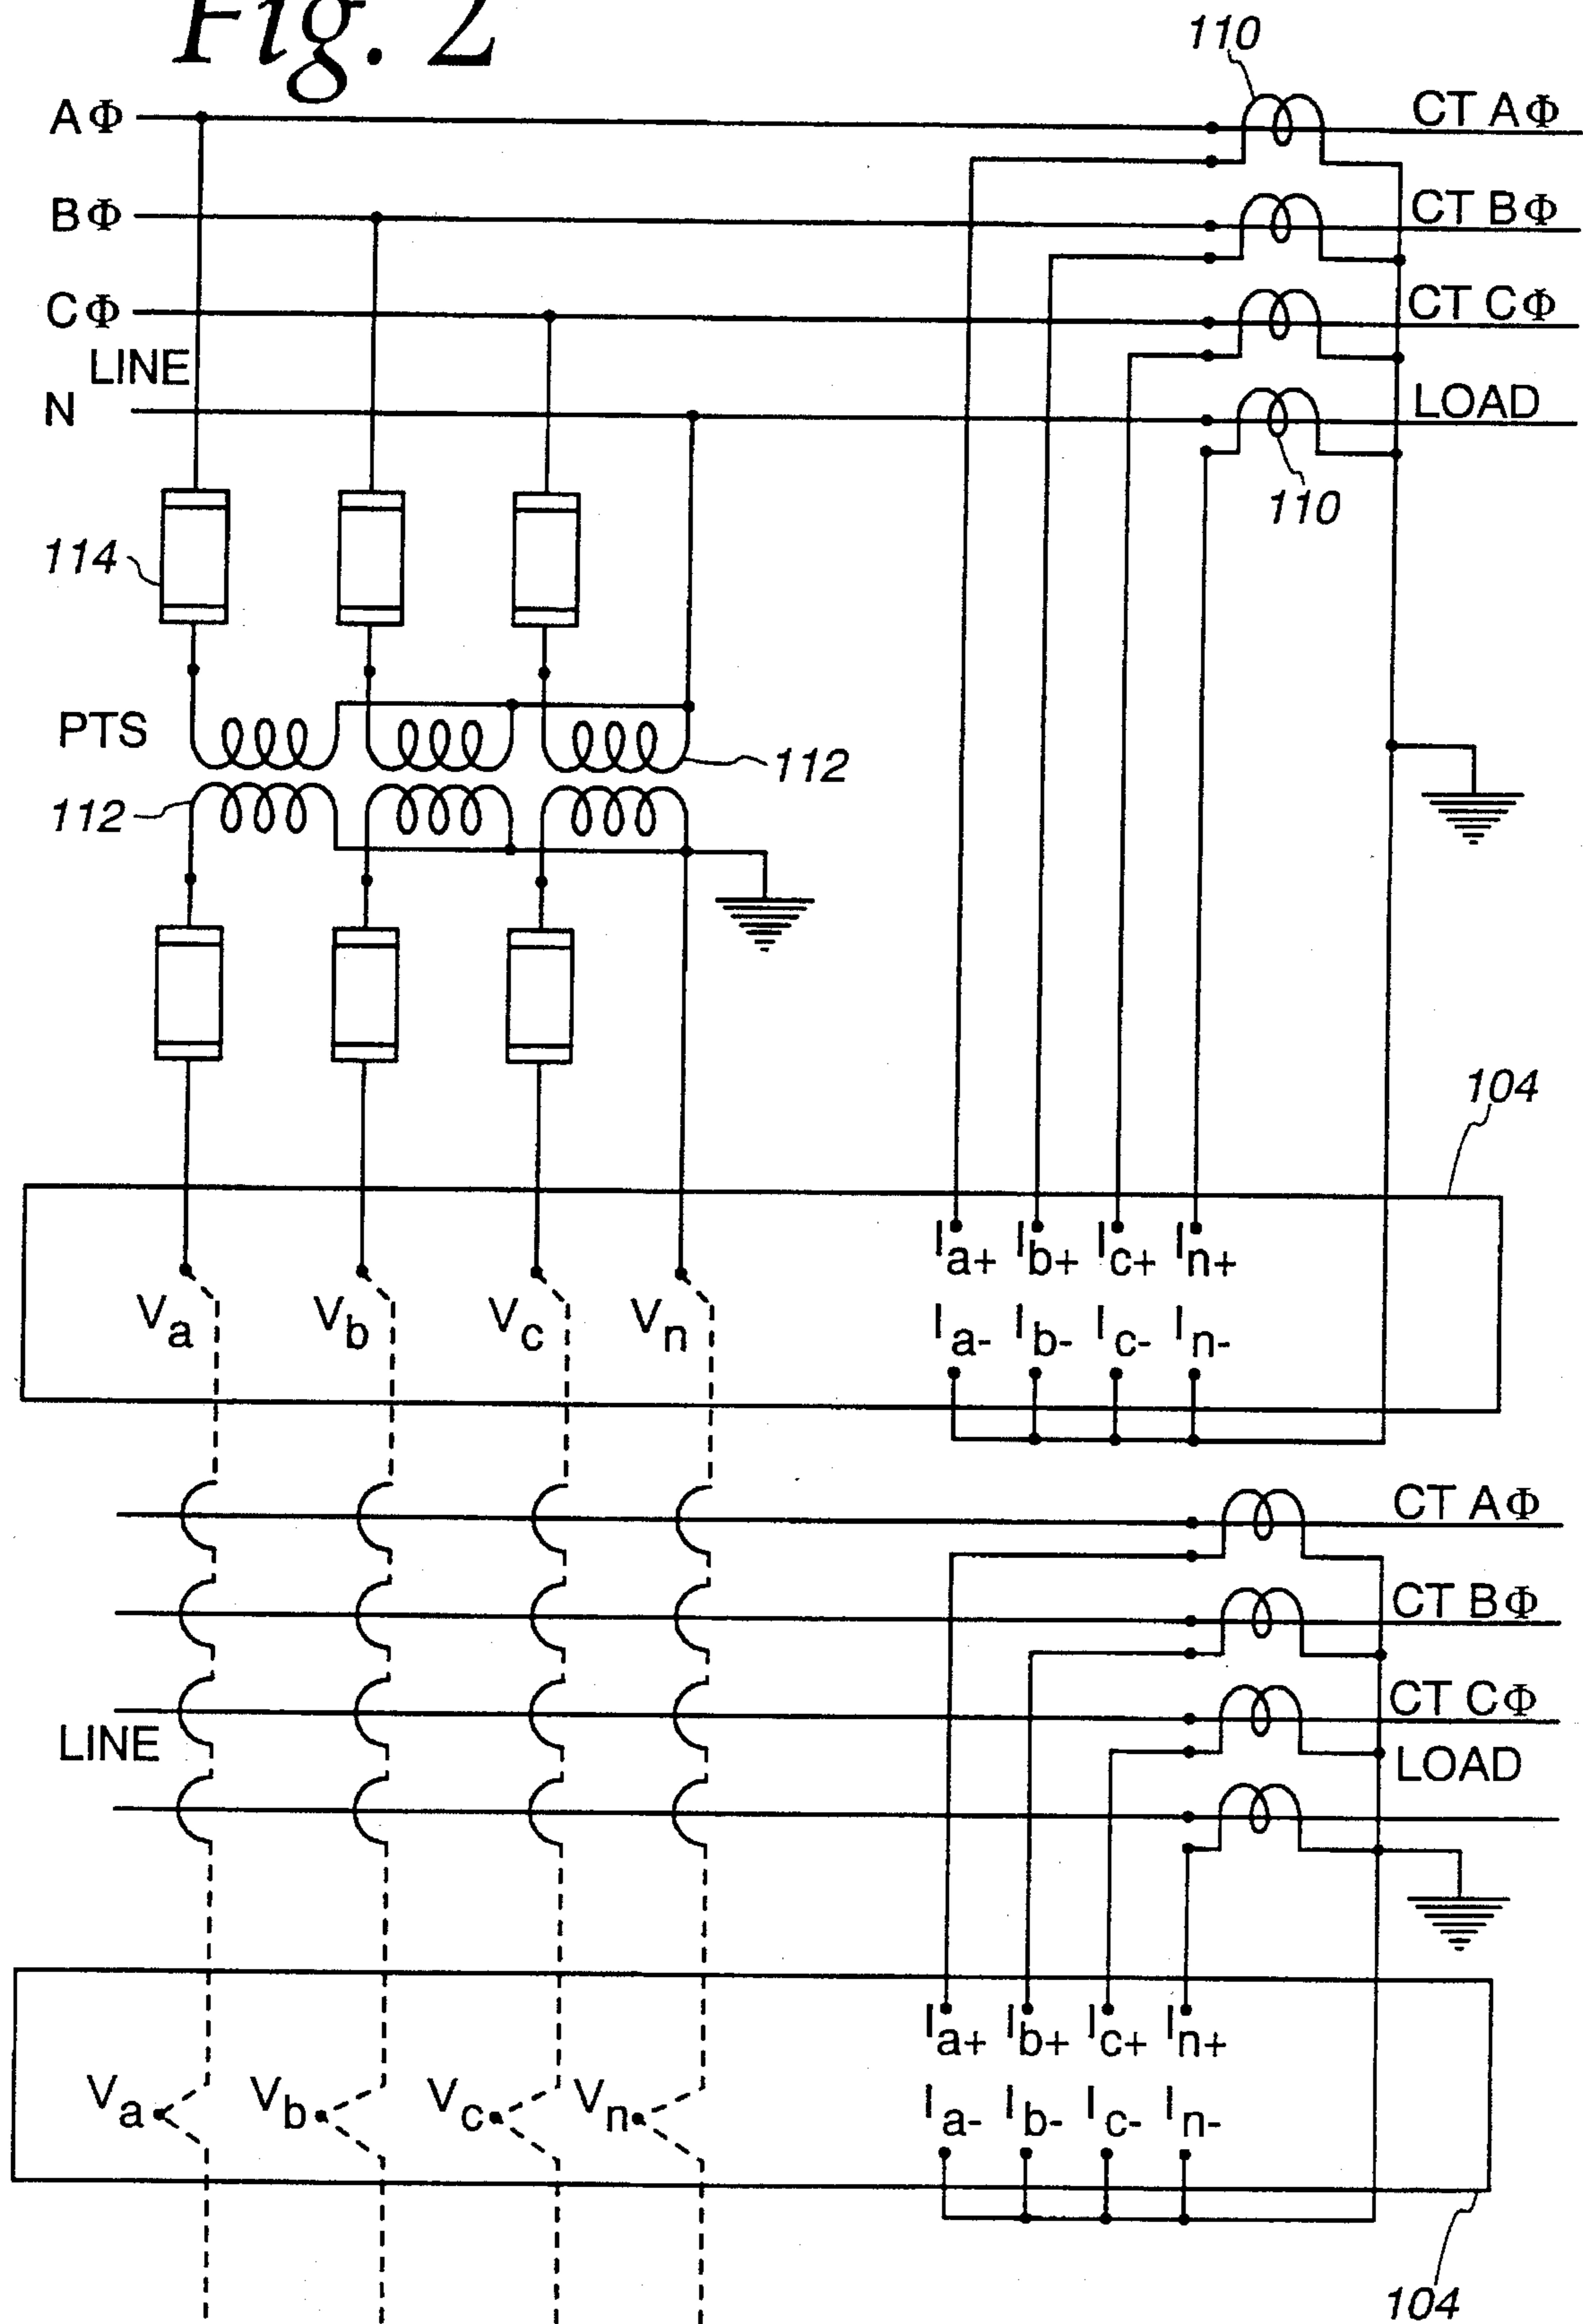 Fig. 2
110
AΦ
CT AΦ
BΦ
CT BΦ
CΦ
CT CΦ
LINE
N
LOAD
110
114
PTS
112
112
104
Ia+ Ib+ Ic+ In+
Va Vb Vc Vn
Ia- Ib- Ic- In-
CT AΦ
CT BΦ
CT CΦ
LINE
LOAD
Ia+ Ib+ Ic+ In+
Va Vb Vc Vn
Ia- Ib- Ic- In-
104